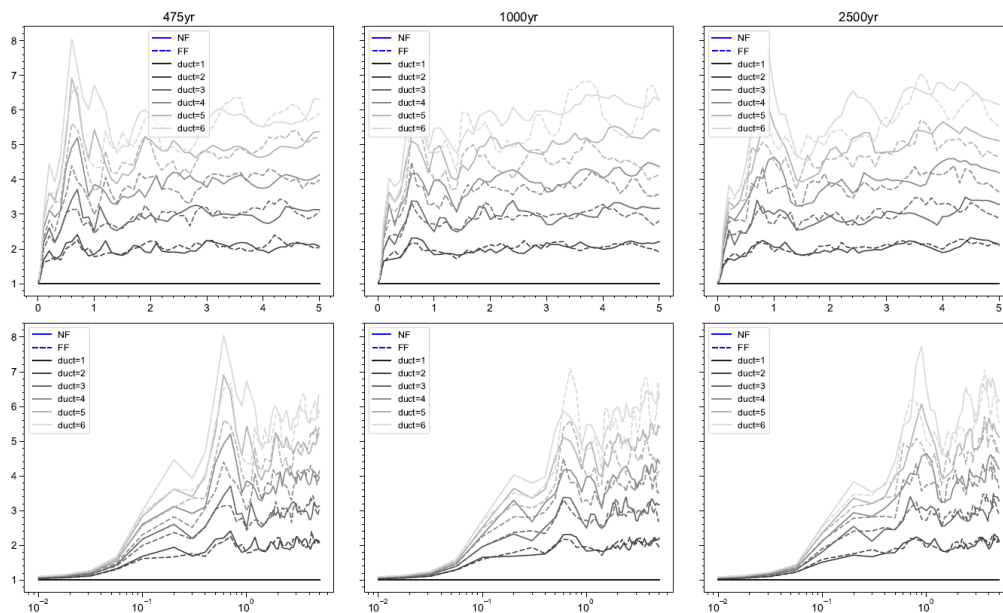 475yr
1000yr
2500yr
8
7
6
5
4
3
2
1
NF
FF
duct=1
duct=2
duct=3
duct=4
duct=5
duct=6
0 1 2 3 4 5
NF
FF
duct=1
duct=2
duct=3
duct=4
duct=5
duct=6
0 1 2 3 4 5
NF
FF
duct=1
duct=2
duct=3
duct=4
duct=5
duct=6
0 1 2 3 4 5
8
7
6
5
4
3
2
1
NF
FF
duct=1
duct=2
duct=3
duct=4
duct=5
duct=6
10⁻² 10⁻¹ 10⁰
NF
FF
duct=1
duct=2
duct=3
duct=4
duct=5
duct=6
10⁻² 10⁻¹ 10⁰
NF
FF
duct=1
duct=2
duct=3
duct=4
duct=5
duct=6
10⁻² 10⁻¹ 10⁰